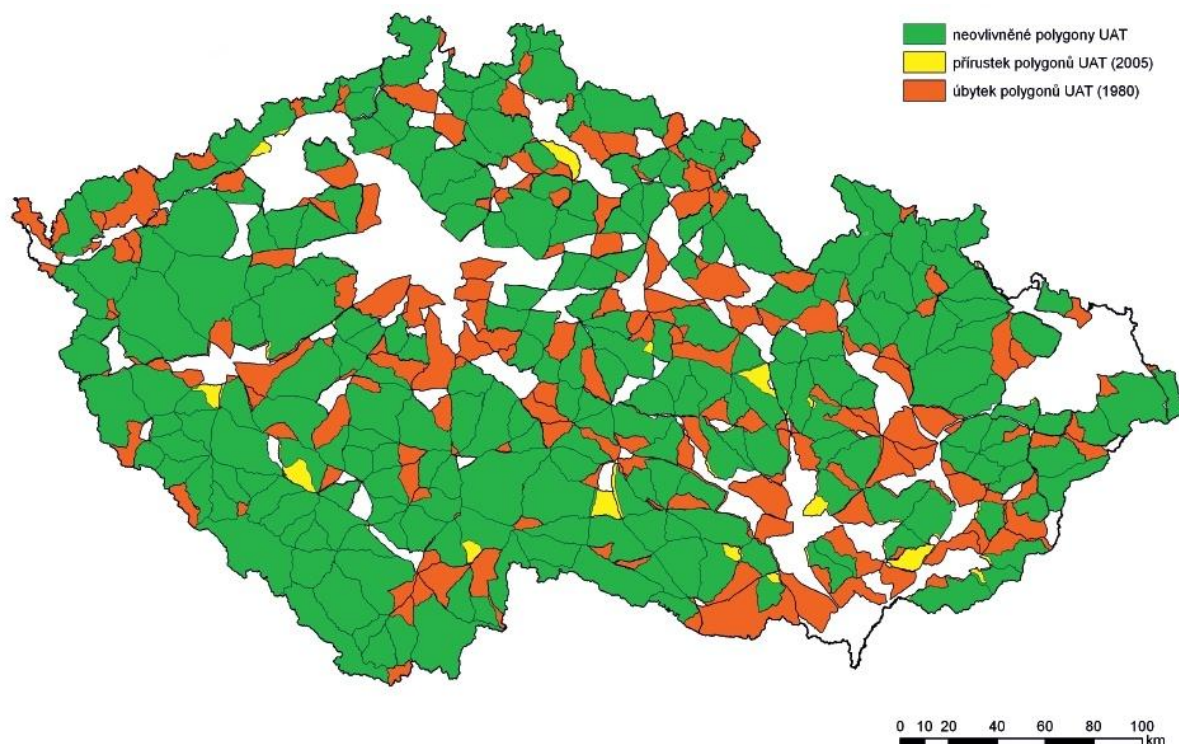 neovlivněné polygony UAT
přírustek polygonů UAT (2005)
úbytek polygonů UAT (1980)
0 10 20 40 60 80 100
km